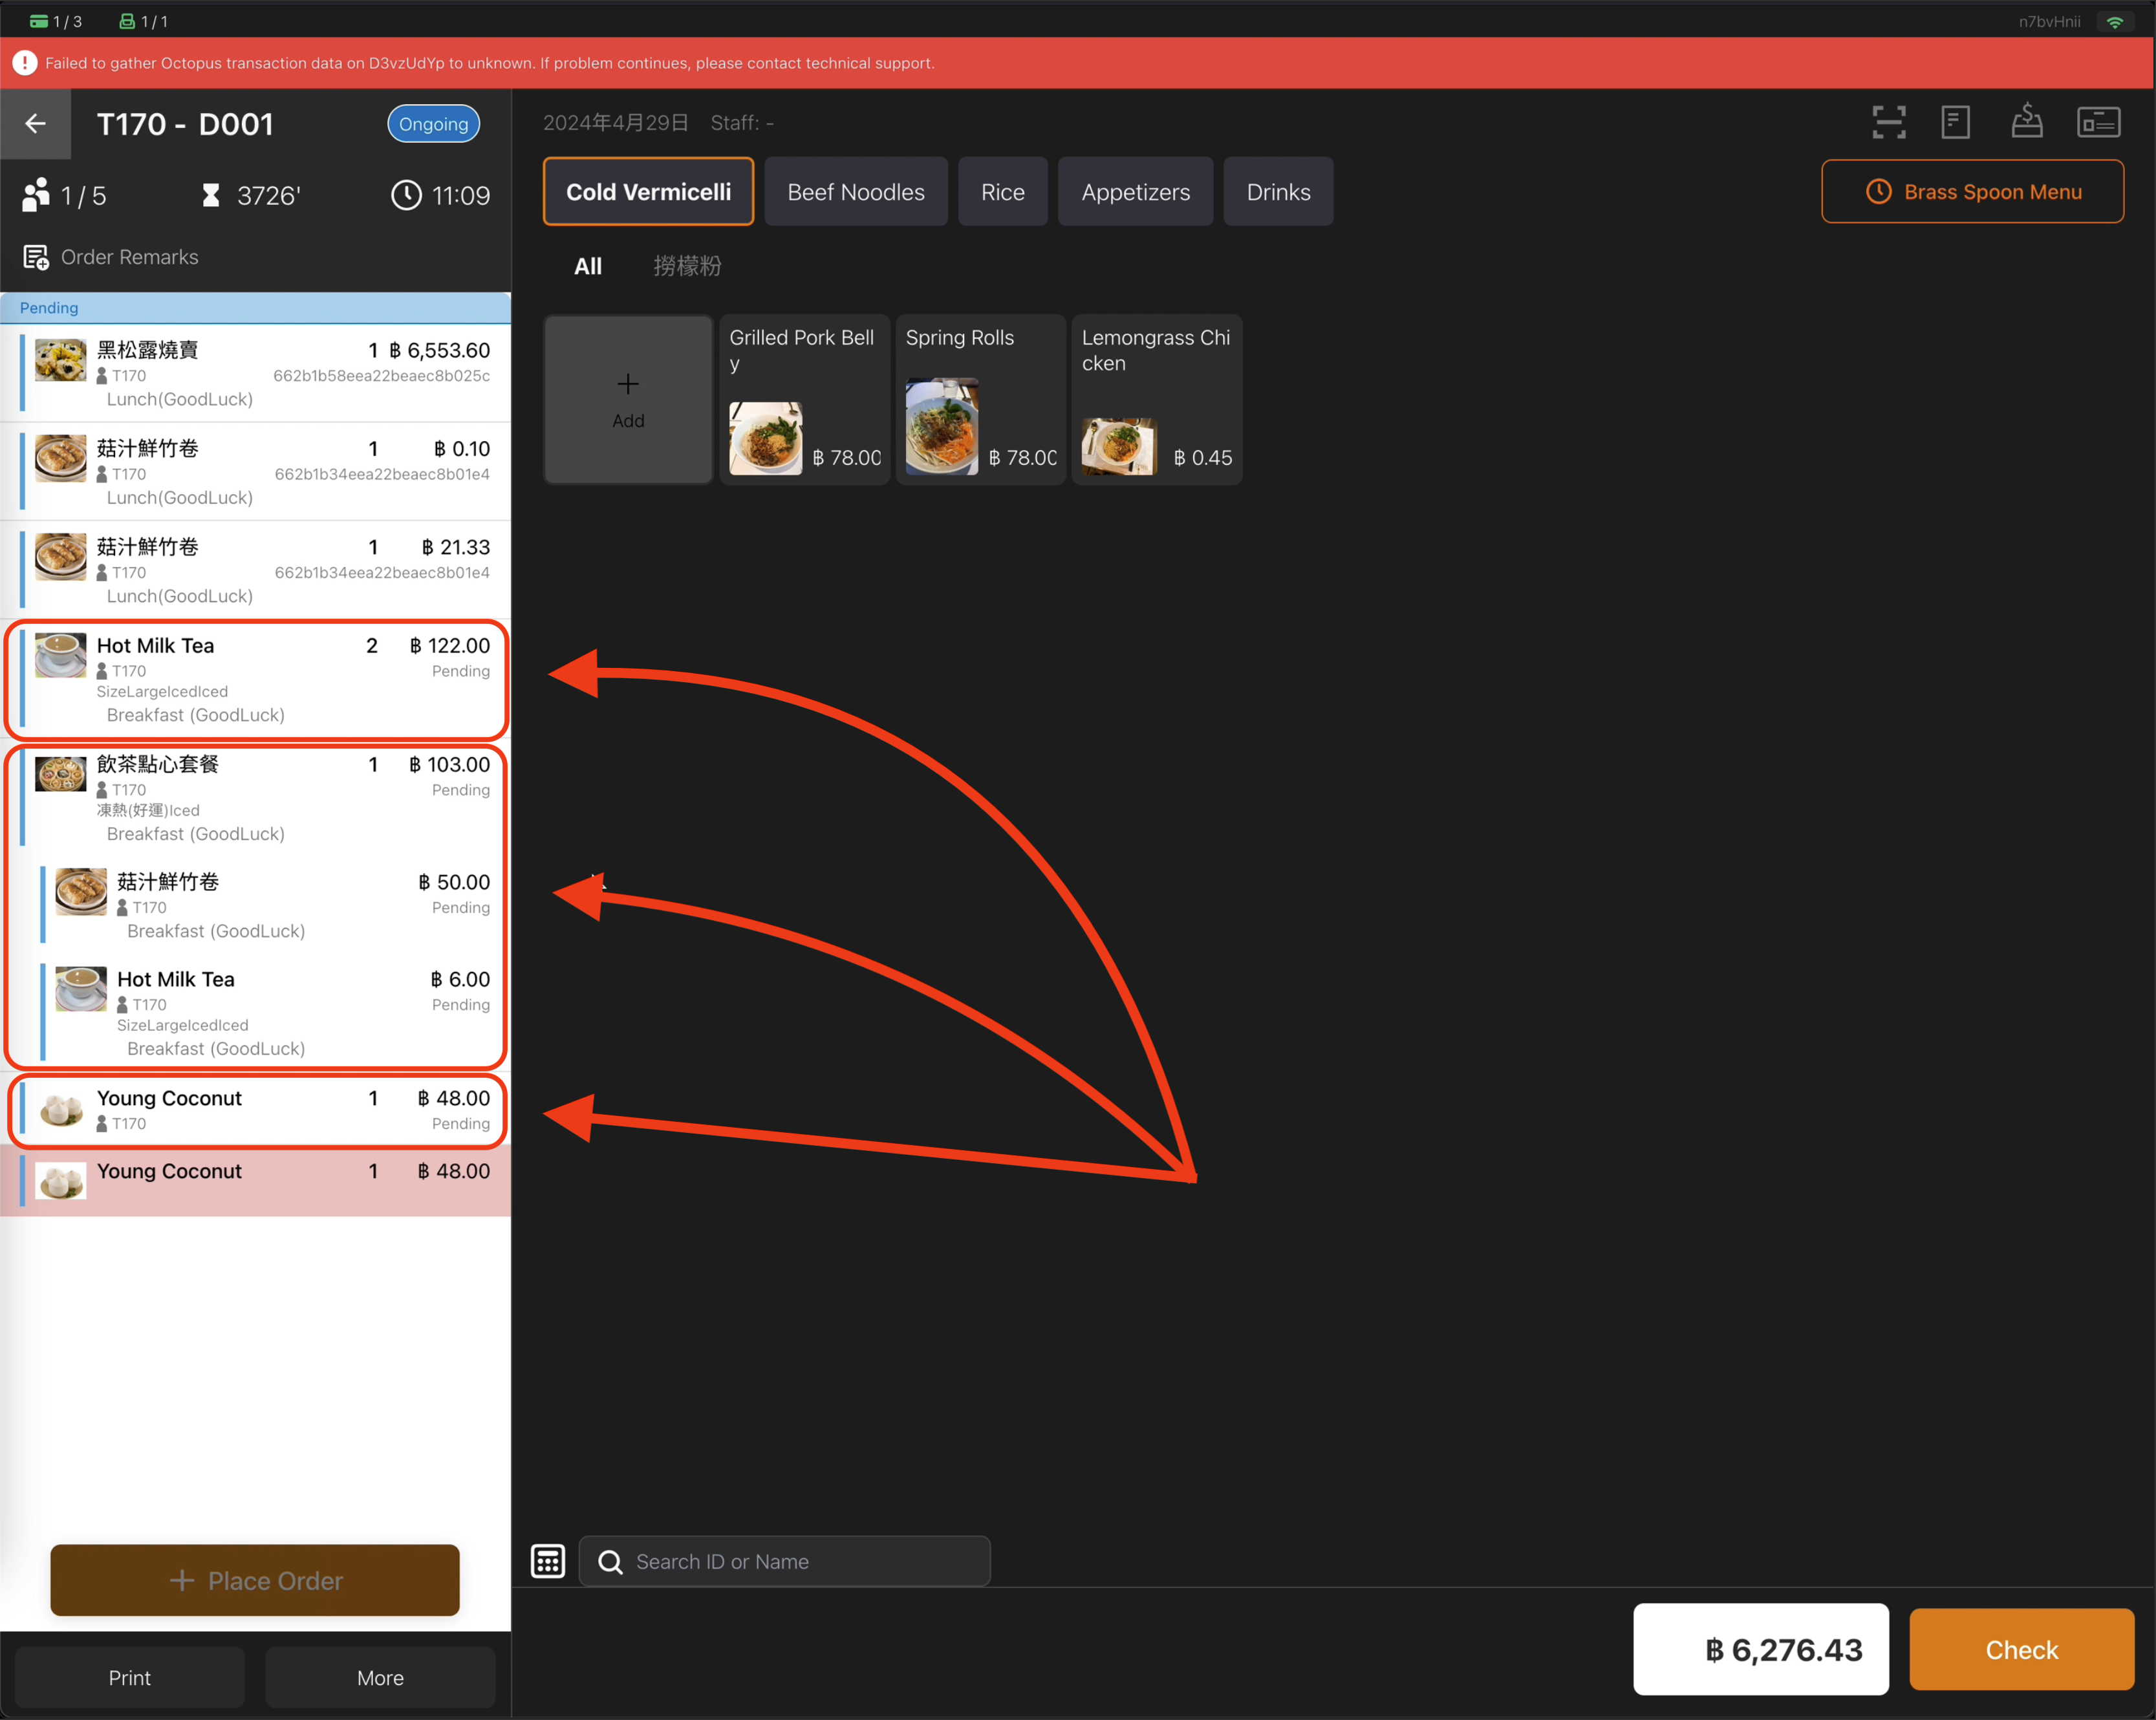 1 / 3
1 / 1
n7bvHnii
Failed to gather Octopus transaction data on D3vzUdYp to unknown. If problem continues, please contact technical support.
T170 - D001
Ongoing
1 / 5
3726'
11:09
Order Remarks
Pending
黑松露燒賣 1 ฿ 6,553.60
T170 662b1b58eea22beaec8b025c
Lunch(GoodLuck)
菇汁鮮竹卷 1 ฿ 0.10
T170 662b1b34eea22beaec8b01e4
Lunch(GoodLuck)
菇汁鮮竹卷 1 ฿ 21.33
T170 662b1b34eea22beaec8b01e4
Lunch(GoodLuck)
Hot Milk Tea 2 ฿ 122.00
T170 Pending
SizeLargeIcedIced
Breakfast (GoodLuck)
飲茶點心套餐 1 ฿ 103.00
T170 Pending
凍熱(好運)Iced
Breakfast (GoodLuck)
菇汁鮮竹卷 ฿ 50.00
T170 Pending
Breakfast (GoodLuck)
Hot Milk Tea ฿ 6.00
T170 Pending
SizeLargeIcedIced
Breakfast (GoodLuck)
Young Coconut 1 ฿ 48.00
T170 Pending
Young Coconut 1 ฿ 48.00
Place Order
Print
More
2024年4月29日 Staff: -
Cold Vermicelli
Beef Noodles
Rice
Appetizers
Drinks
Brass Spoon Menu
All
撈檬粉
Add
Grilled Pork Bell
y
฿ 78.00
Spring Rolls
฿ 78.00
Lemongrass Chi
cken
฿ 0.45
Search ID or Name
฿ 6,276.43
Check